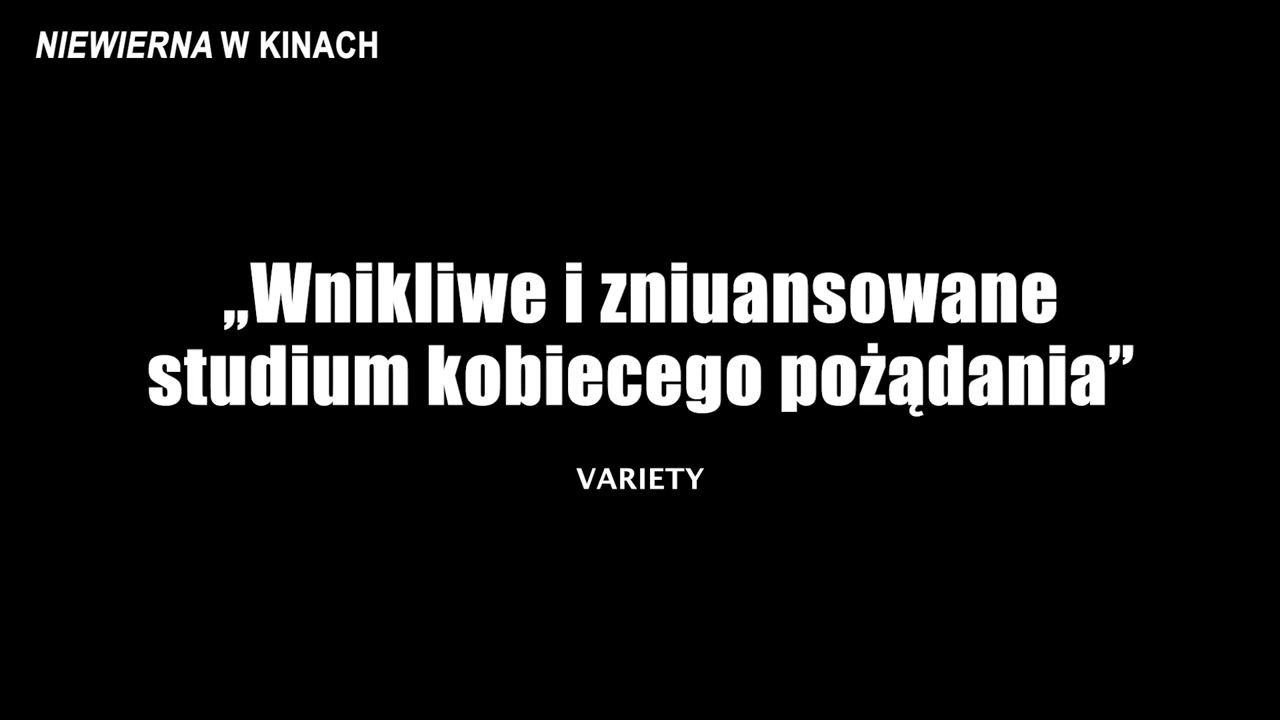 NIEWIERNA W KINACH
„Wnikliwe i zniuansowane
studium kobiecego pożądania”
VARIETY